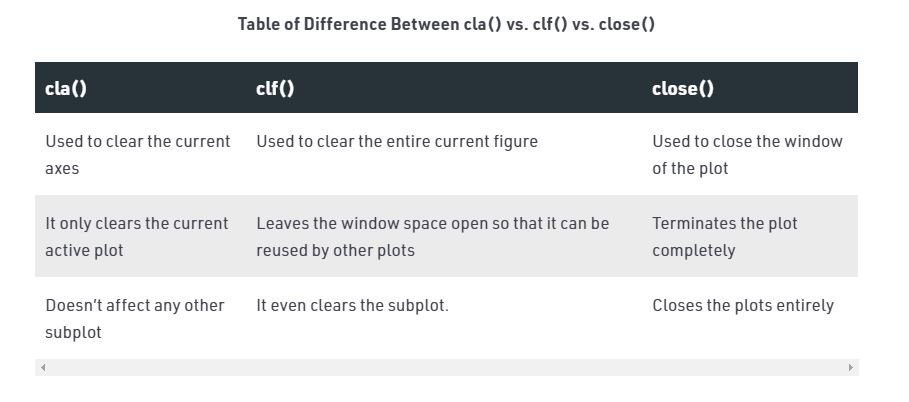 Table of Difference Between cla() vs. clf() vs. close()
cla() clf() close()
Used to clear the current Used to clear the entire current figure Used to close the window
axes of the plot
It only clears the current Leaves the window space open so that it can be Terminates the plot
active plot reused by other plots completely
Doesn't affect any other It even clears the subplot. Closes the plots entirely
subplot